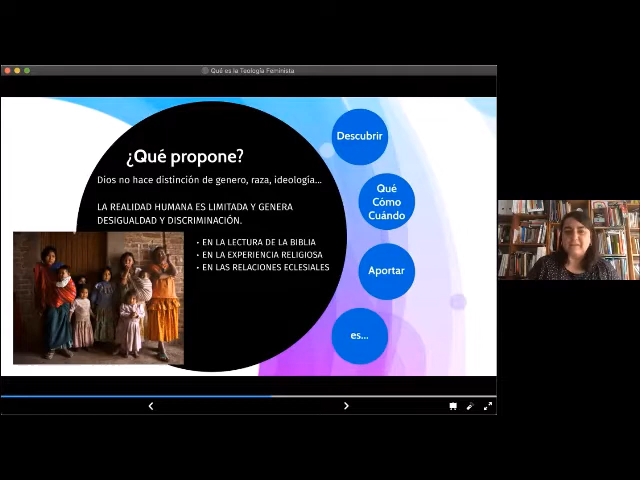 Qué es la Teología Feminista
¿Qué propone?
Dios no hace distinción de genero, raza, ideología...
LA REALIDAD HUMANA ES LIMITADA Y GENERA
DESIGUALDAD Y DISCRIMINACIÓN.
• EN LA LECTURA DE LA BIBLIA
• EN LA EXPERIENCIA RELIGIOSA
• EN LAS RELACIONES ECLESIALES
Descubrir
Qué
Cómo
Cuándo
Aportar
es...